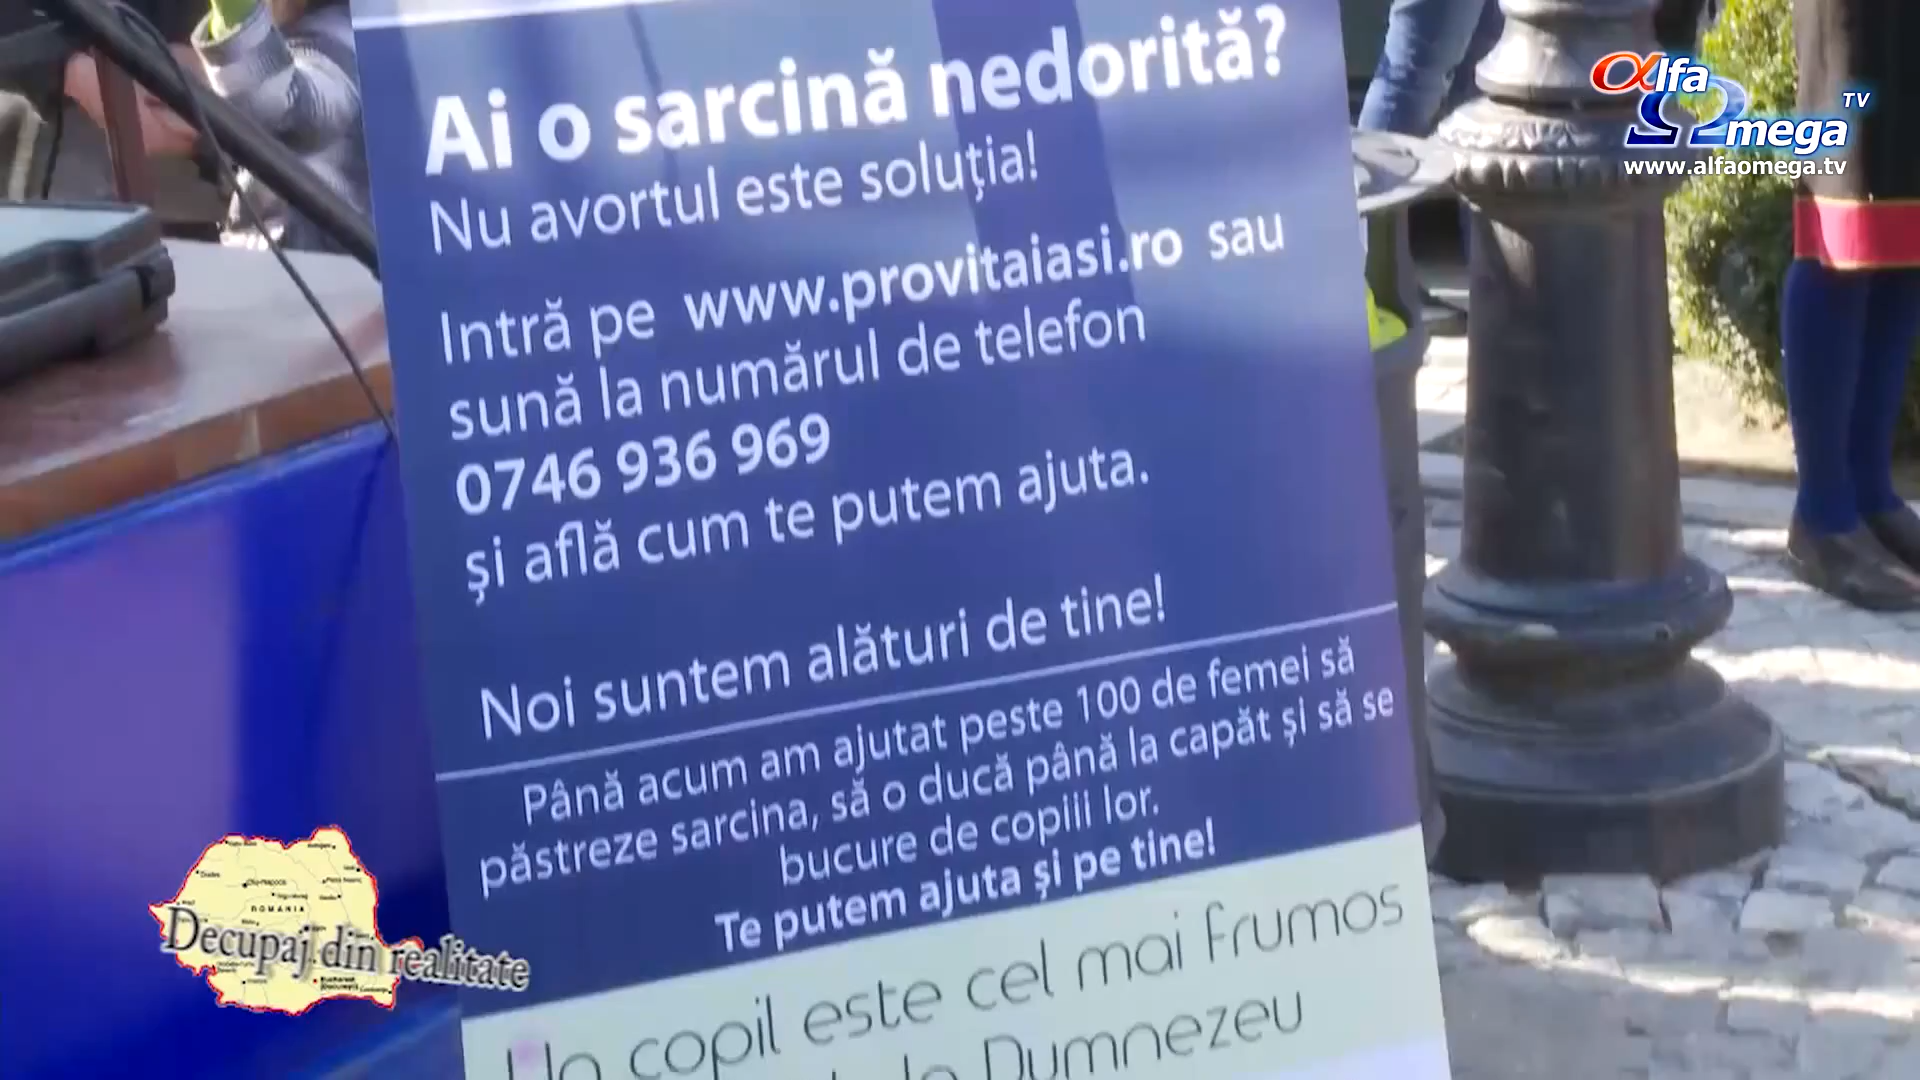 Ai o sarcină nedorită?
Nu avortul este soluția!
Intră pe www.provitaiasi.ro sau
sună la numărul de telefon
0746 936 969
și află cum te putem ajuta.
Noi suntem alături de tine!
Până acum am ajutat peste 100 de femei să
păstreze sarcina, să o ducă până la capăt și să se
bucure de copiii lor.
Te putem ajuta și pe tine!
Un copil este cel mai frumos
Dumnezeu
alfa
Ωmega TV
www.alfaomega.tv
ROMANIA
Decupaj din realitate